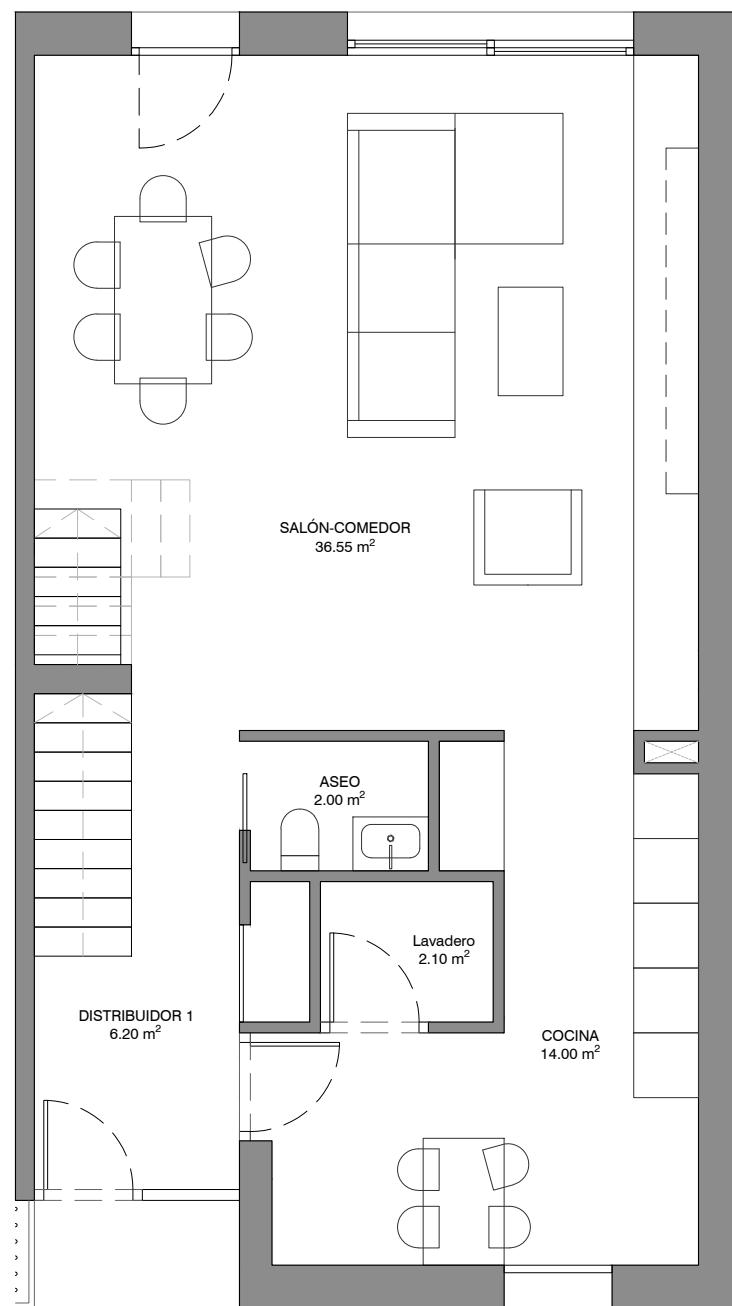 SALÓN-COMEDOR
36.55 m²
ASEO
2.00 m²
Lavadero
2.10 m²
DISTRIBUIDOR 1
6.20 m²
COCINA
14.00 m²